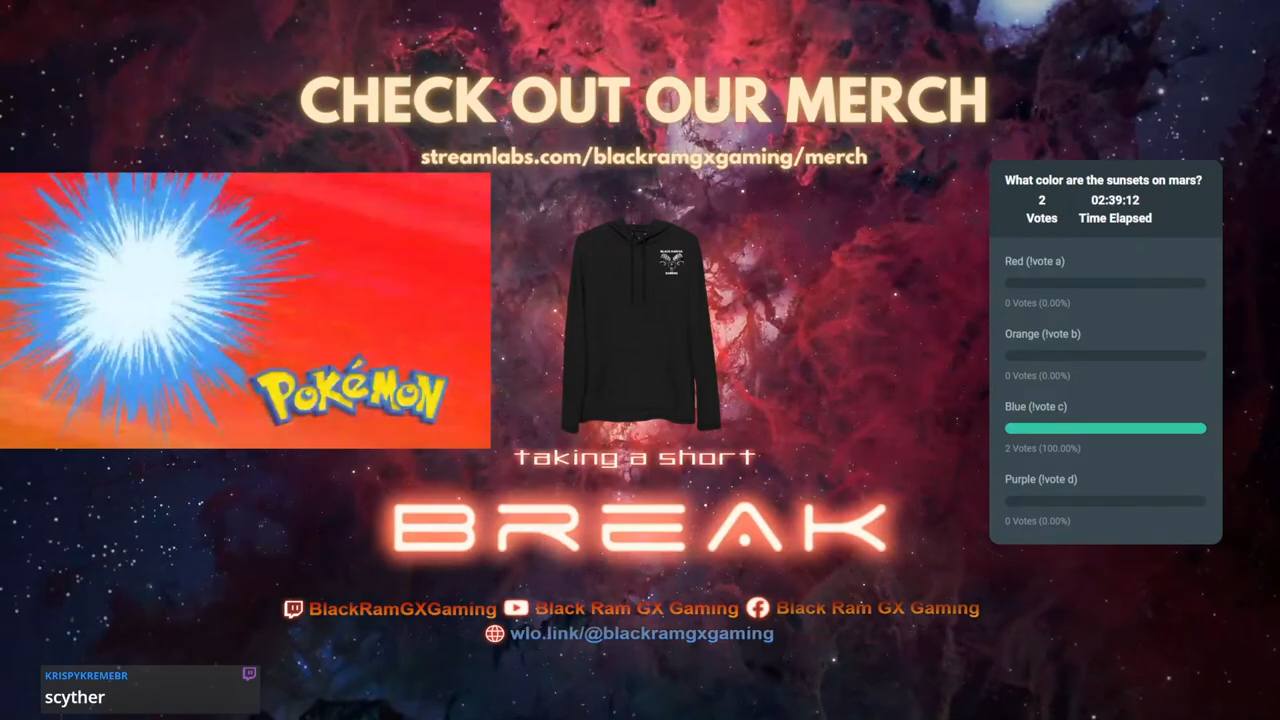 CHECK OUT OUR MERCH
streamlabs.com/blackramgxgaming/merch
POKéMON
What color are the sunsets on mars?
2 02:39:12
Votes Time Elapsed
Red (!vote a)
0 Votes (0.00%)
Orange (!vote b)
0 Votes (0.00%)
Blue (!vote c)
2 Votes (100.00%)
Purple (!vote d)
0 Votes (0.00%)
taking a short
BREAK
BlackRamGXGaming Black Ram GX Gaming Black Ram GX Gaming
wlo.link/@blackramgxgaming
KRISPYKREMEBR
scyther